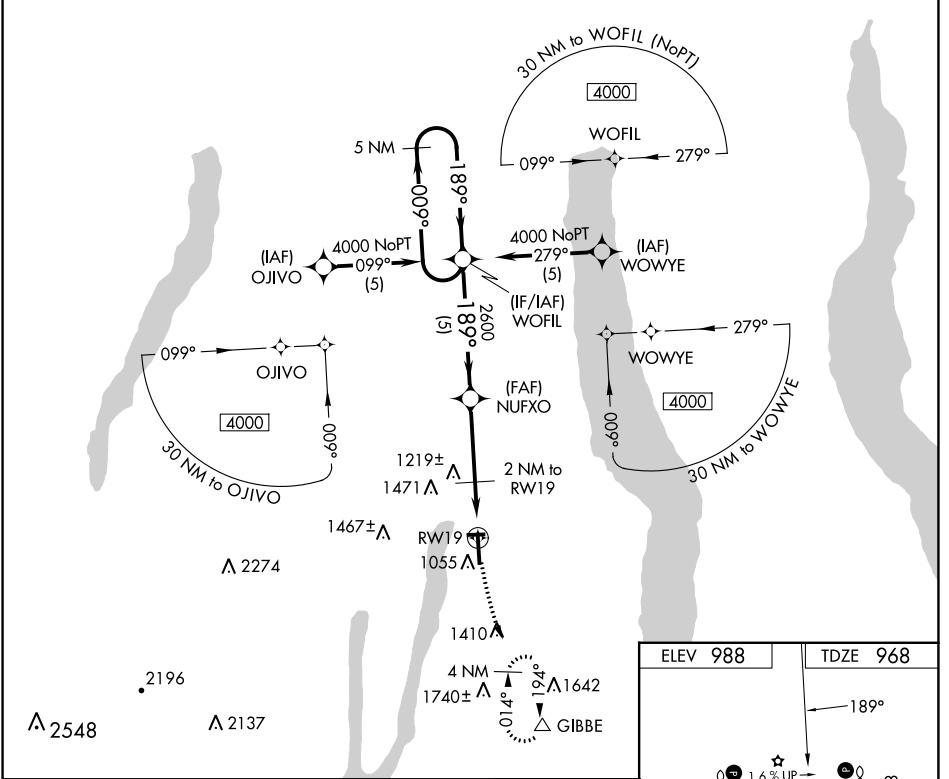 30 NM to WOFIL (NoPT)
4000
WOFIL
099°
279°
5 NM
009°
189°
(IAF)
OJIVO
4000 NoPT
099°
(5)
4000 NoPT
279°
(5)
(IAF)
WOWYE
(IF/IAF)
WOFIL
2600
189°
(5)
099°
OJIVO
4000
009°
30 NM to OJIVO
279°
WOWYE
4000
009°
30 NM to WOWYE
(FAF)
NUFXO
1219±
1471
2 NM to
RW19
1467±
RW19
1055
2274
1410
4 NM
1740±
014°
194°
1642
GIBBE
2196
2548
2137
ELEV 988
TDZE 968
189°
1.6% UP
P
P